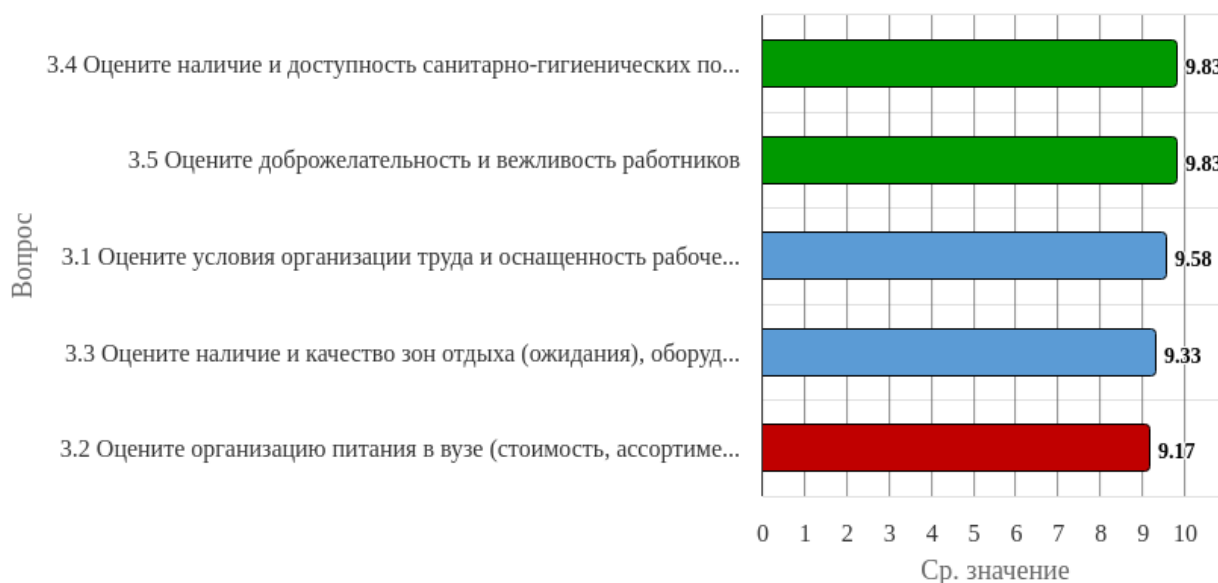 3.4 Оцените наличие и доступность санитарно-гигиенических по...
9.83
3.5 Оцените доброжелательность и вежливость работников
9.83
Вопрос
3.1 Оцените условия организации труда и оснащенность рабоче...
9.58
3.3 Оцените наличие и качество зон отдыха (ожидания), оборуд...
9.33
3.2 Оцените организацию питания в вузе (стоимость, ассортиме...
9.17
0 1 2 3 4 5 6 7 8 9 10
Ср. значение